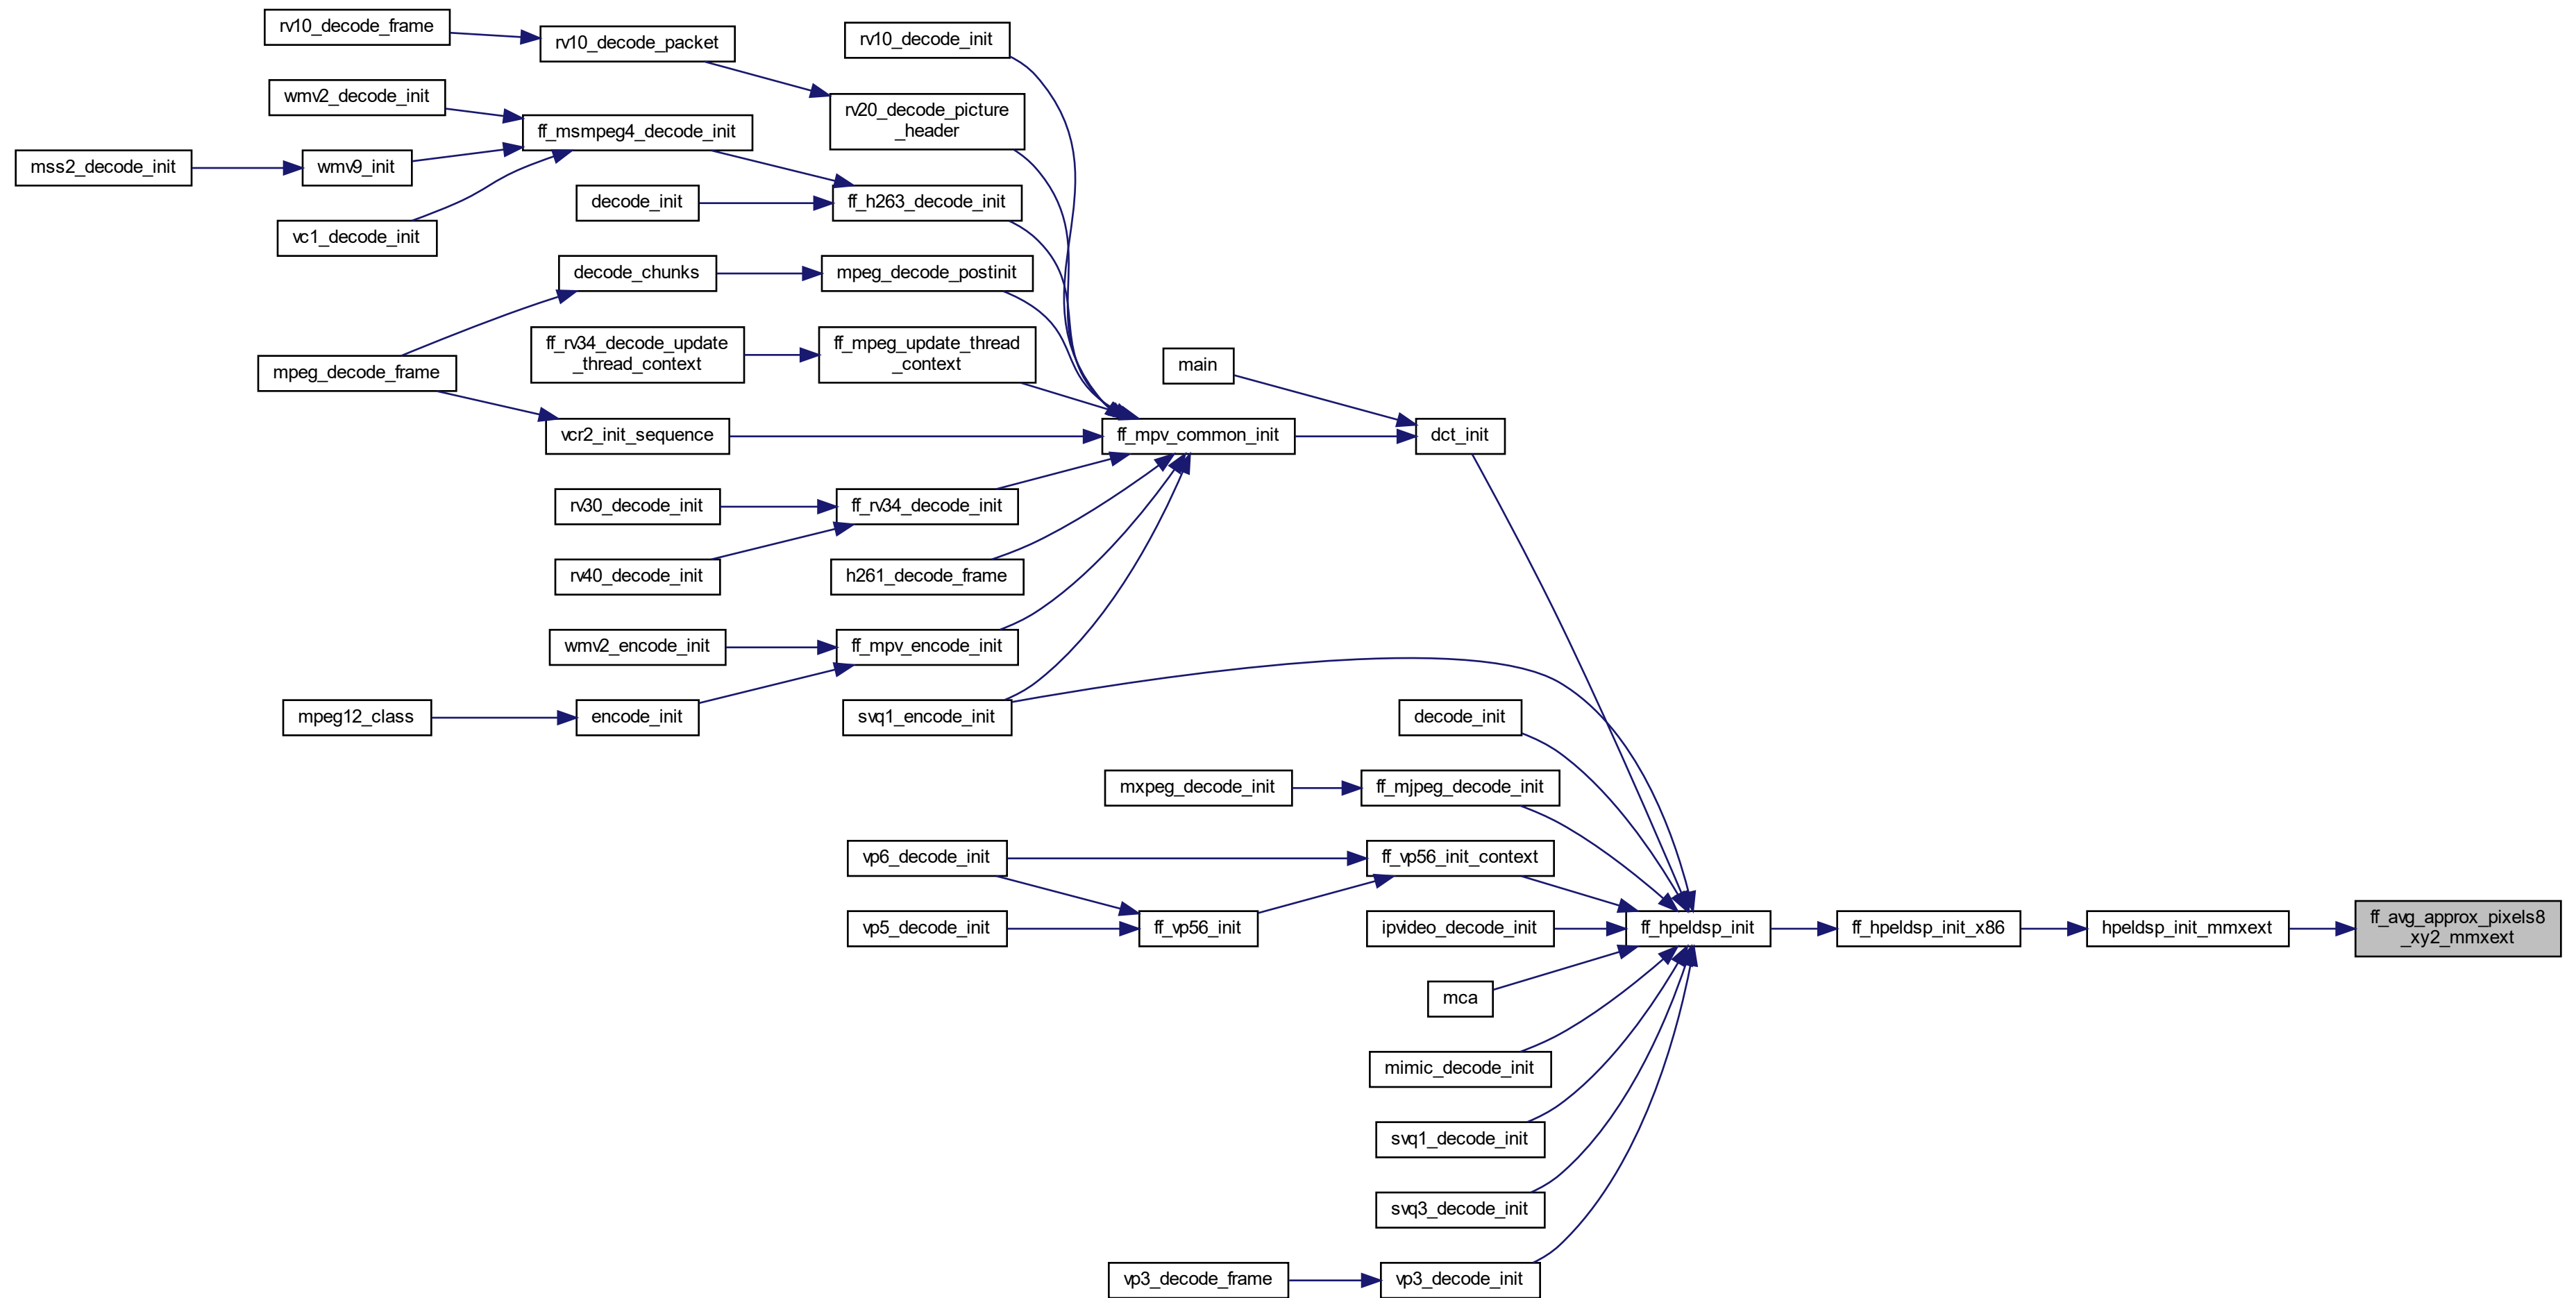 rv10_decode_frame
rv10_decode_packet
rv10_decode_init
wmv2_decode_init
rv20_decode_picture
_header
ff_msmpeg4_decode_init
mss2_decode_init
wmv9_init
decode_init
ff_h263_decode_init
vc1_decode_init
decode_chunks
mpeg_decode_postinit
ff_rv34_decode_update
_thread_context
ff_mpeg_update_thread
_context
main
mpeg_decode_frame
vcr2_init_sequence
ff_mpv_common_init
dct_init
rv30_decode_init
ff_rv34_decode_init
rv40_decode_init
h261_decode_frame
wmv2_encode_init
ff_mpv_encode_init
mpeg12_class
encode_init
svq1_encode_init
decode_init
mxpeg_decode_init
ff_mjpeg_decode_init
vp6_decode_init
ff_vp56_init_context
vp5_decode_init
ff_vp56_init
ipvideo_decode_init
ff_hpeldsp_init
ff_hpeldsp_init_x86
hpeldsp_init_mmxext
ff_avg_approx_pixels8
_xy2_mmxext
mca
mimic_decode_init
svq1_decode_init
svq3_decode_init
vp3_decode_frame
vp3_decode_init